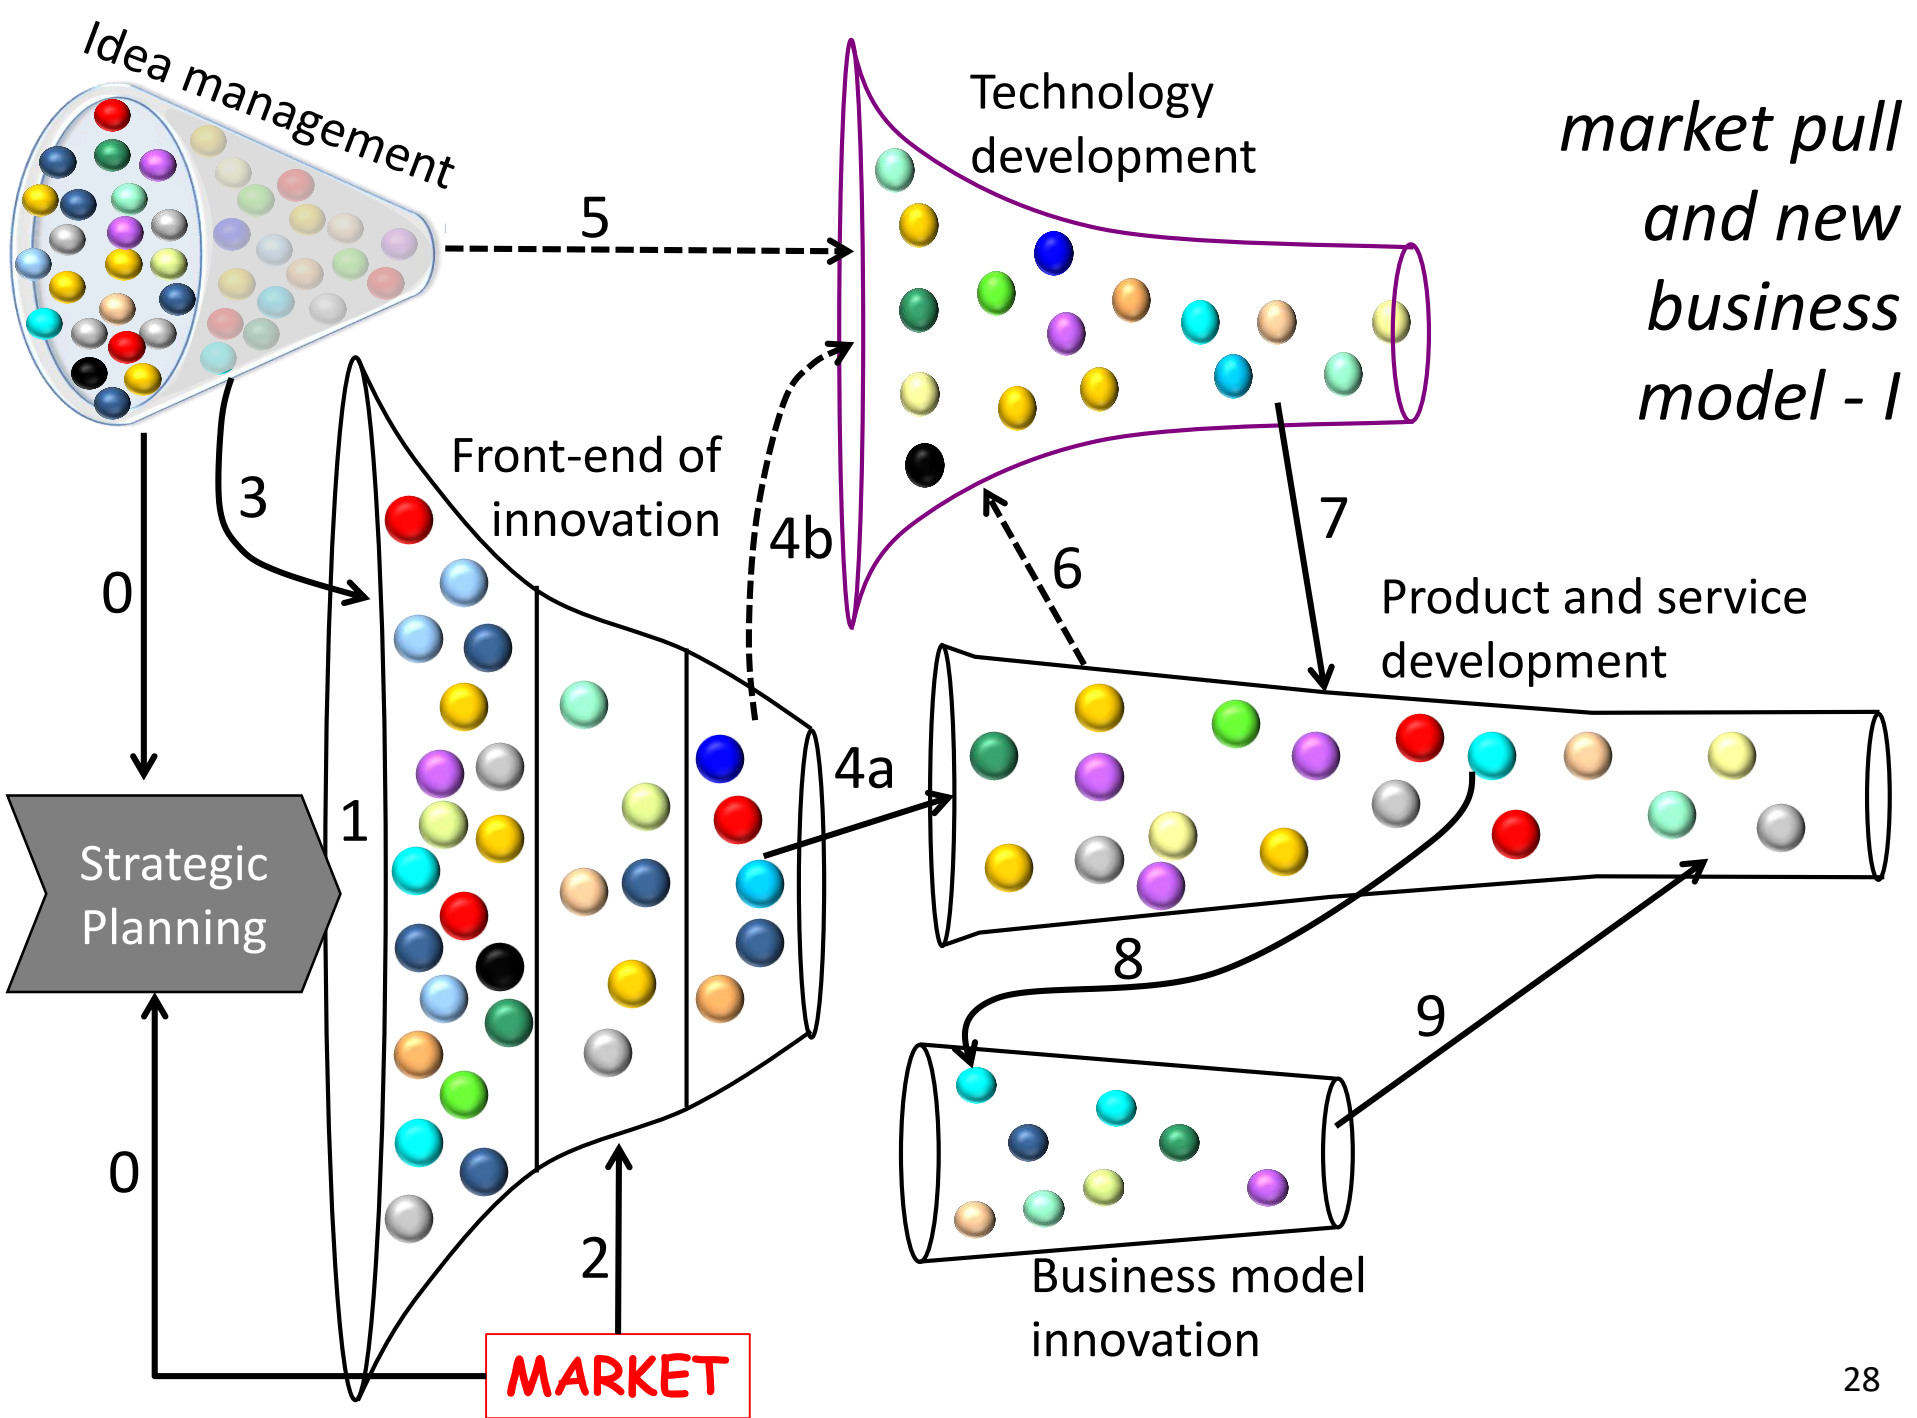 Idea management
Technology
development
market pull
and new
business
model - I
5
Front-end of
innovation
3
4b
7
6
0
Product and service
development
4a
1
Strategic
Planning
8
9
0
2
Business model
innovation
MARKET
28